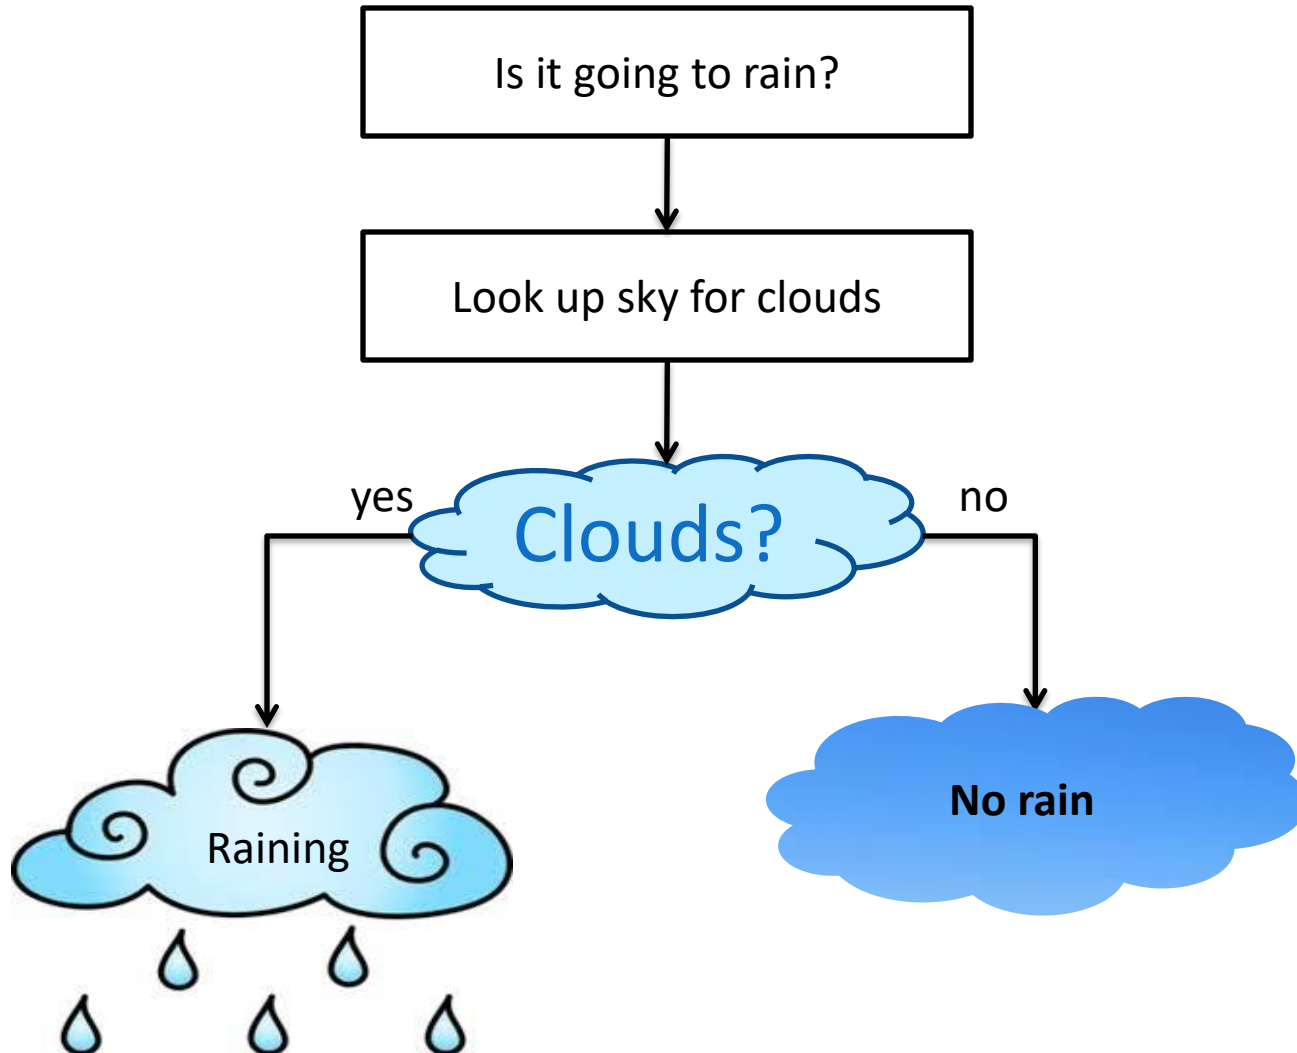 Is it going to rain?
Look up sky for clouds
yes
Clouds?
no
Raining
No rain